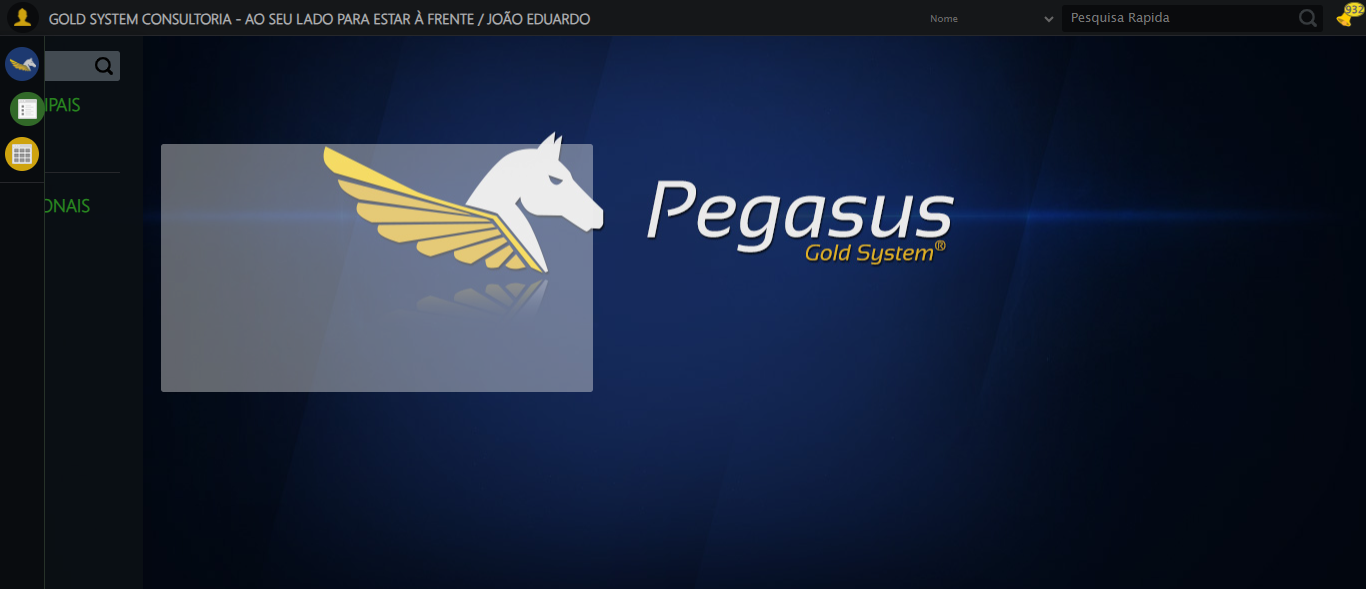 GOLD SYSTEM CONSULTORIA - AO SEU LADO PARA ESTAR À FRENTE / JOÃO EDUARDO
Nome
Pesquisa Rapida
932
IPAIS
ONAIS
Pegasus
Gold System®